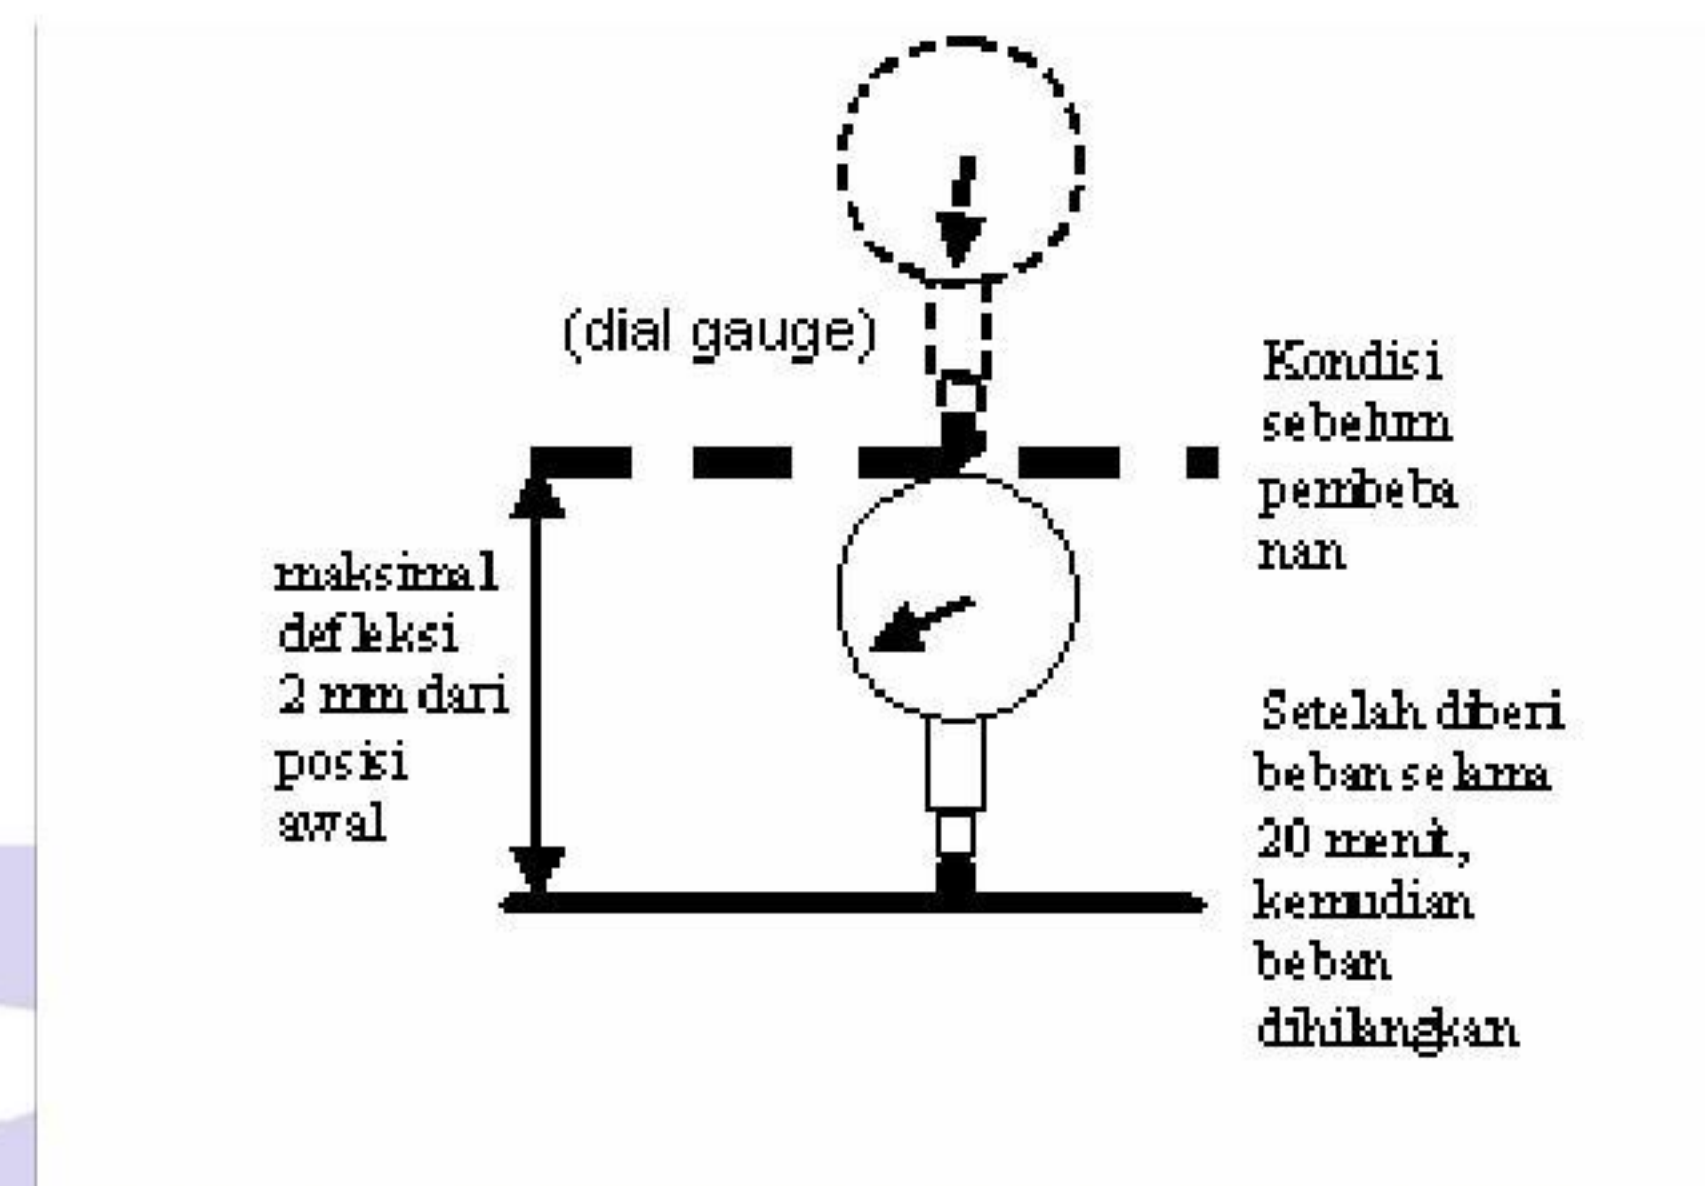 (dial gauge)
Kondisi
sebelum
pembeba
nan
maksimal
defleksi
2 mm dari
posisi
awal
Setelah diberi
beban selama
20 menit,
kemudian
beban
dihilangkan